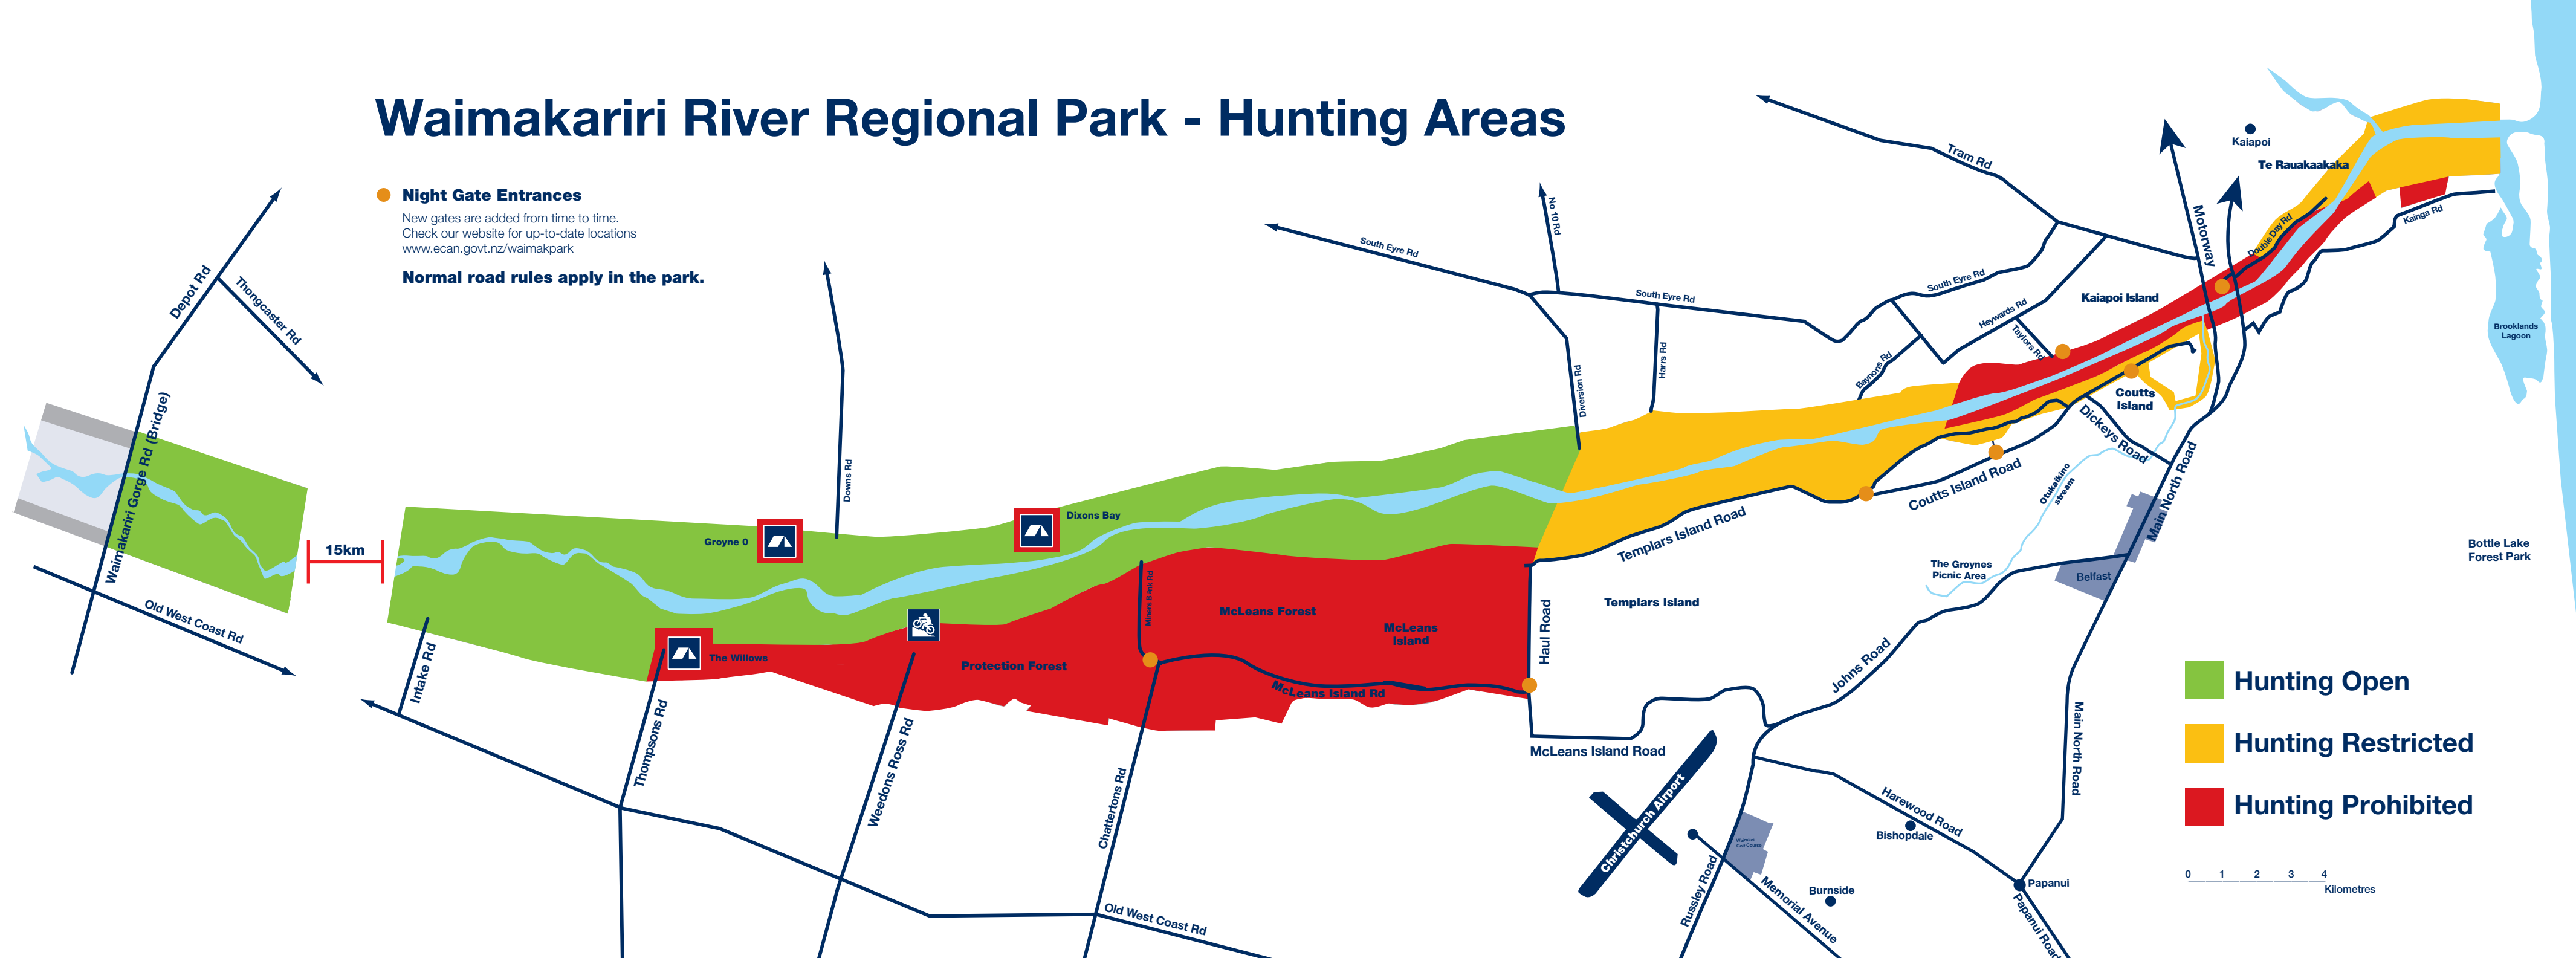 Waimakariri River Regional Park - Hunting Areas
Night Gate Entrances
New gates are added from time to time.
Check our website for up-to-date locations
www.ecan.govt.nz/waimakpark
Normal road rules apply in the park.
Depot Rd
Thongcaster Rd
Waimakariri Gorge Rd (Bridge)
Old West Coast Rd
15km
Intake Rd
Groyne 0
Downs Rd
Dixons Bay
The Willows
Thompsons Rd
Weedons Ross Rd
Protection Forest
Chattertons Rd
Old West Coast Rd
Miners Bank Rd
McLeans Forest
McLeans
Island
McLeans Island Rd
South Eyre Rd
No 10 Rd
South Eyre Rd
Diversion Rd
Harrs Rd
Haul Road
Templars Island Road
Templars Island
McLeans Island Road
Christchurch Airport
Tram Rd
South Eyre Rd
Baynons Rd
Heywards Rd
Taylors Rd
Kaiapoi Island
Motorway
Kaiapoi
Te Rauakaakaka
Double Day Rd
Kainga Rd
Brooklands
Lagoon
Coutts
Island
Dickeys Road
Coutts Island Road
Otukaikino
stream
Main North Road
The Groynes
Picnic Area
Belfast
Bottle Lake
Forest Park
Johns Road
Main North Road
Harewood Road
Bishopdale
Russley Road
Memorial Avenue
Burnside
Papanui
Papanui Road
Hunting Open
Hunting Restricted
Hunting Prohibited
0 1 2 3 4
Kilometres